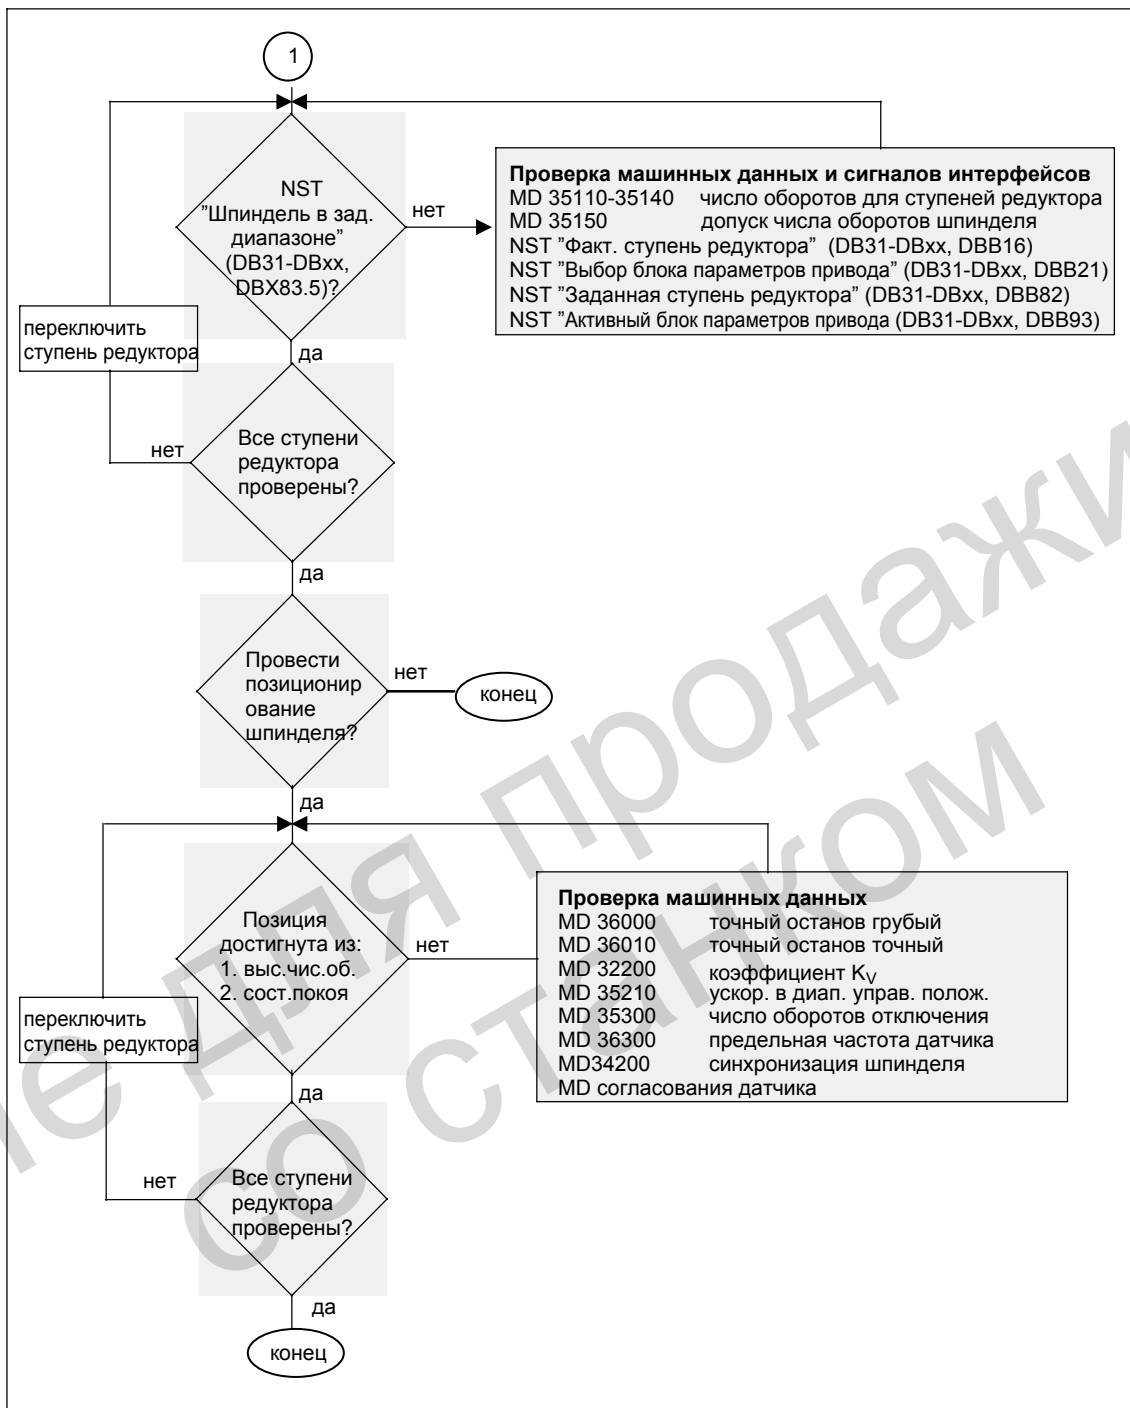 1
NST
"Шпиндель в зад.
диапазоне"
(DB31-DBxx,
DBX83.5)?
нет
Проверка машинных данных и сигналов интерфейсов
MD 35110-35140 число оборотов для ступеней редуктора
MD 35150 допуск числа оборотов шпинделя
NST "Факт. ступень редуктора" (DB31-DBxx, DBB16)
NST "Выбор блока параметров привода" (DB31-DBxx, DBB21)
NST "Заданная ступень редуктора" (DB31-DBxx, DBB82)
NST "Активный блок параметров привода (DB31-DBxx, DBB93)
переключить
ступень редуктора
да
нет
Все ступени
редуктора
проверены?
да
Провести
позиционир
ование
шпинделя?
нет
конец
да
Позиция
достигнута из:
1. выс.чис.об.
2. сост.покоя
нет
Проверка машинных данных
MD 36000 точный останов грубый
MD 36010 точный останов точный
MD 32200 коэффициент KV
MD 35210 ускор. в диап. управ. полож.
MD 35300 число оборотов отключения
MD 36300 предельная частота датчика
MD34200 синхронизация шпинделя
MD согласования датчика
переключить
ступень редуктора
да
нет
Все ступени
редуктора
проверены?
да
конец
не для продажи
со станком